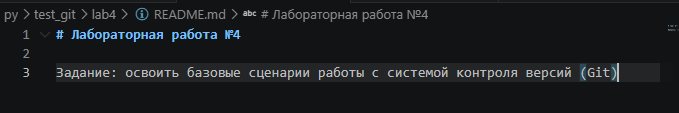 py > test_git > lab4 > README.md > abc # Лабораторная работа №4
1 # Лабораторная работа №4
2
3 Задание: освоить базовые сценарии работы с системой контроля версий (Git)